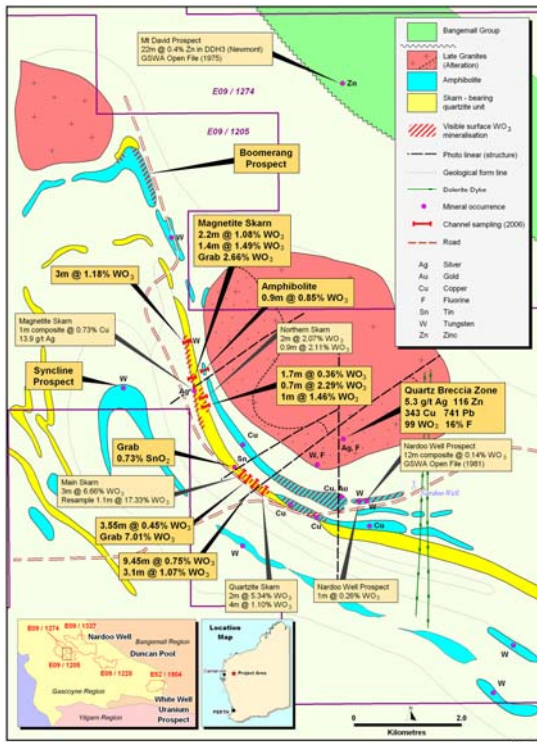 Mt David Prospect
22m @ 0.4% Zn in DDH3 (Newmont)
GSWA Open File (1975)
Zn
E09 / 1274
E09 / 1205
Boomerang
Prospect
W
Magnetite Skarn
2.2m @ 1.08% WO3
1.4m @ 1.49% WO3
Grab 2.66% WO3
3m @ 1.18% WO3
Amphibolite
0.9m @ 0.85% WO3
Magnetite Skarn
1m composite @ 0.73% Cu
13.9 g/t Ag
W
Northern Skarn
2m @ 2.07% WO3
0.9m @ 2.11% WO3
Syncline
Prospect
W
1.7m @ 0.36% WO3
0.7m @ 2.29% WO3
1m @ 1.46% WO3
Quartz Breccia Zone
5.3 g/t Ag 116 Zn
343 Cu 741 Pb
99 WO3 16% F
Cu
Ag, F
W, F
Grab
0.73% SnO2
Sn
Nardoo Well Prospect
12m composite @ 0.14% WO3
GSWA Open File (1981)
Main Skarn
3m @ 6.66% WO3
Resample 1.1m @ 17.33% WO3
Cu, Au
W W
Nardoo Well
Cu
Cu
3.55m @ 0.45% WO3
Grab 7.01% WO3
W
W
9.45m @ 0.75% WO3
3.1m @ 1.07% WO3
Quartzite Skarn
2m @ 5.34% WO3
4m @ 1.10% WO3
Nardoo Well Prospect
1m @ 0.26% WO3
W
W
Bangemall Group
Late Granites
(Alteration)
Amphibolite
Skarn - bearing
quartzite unit
Visible surface WO3
mineralisation
Photo linear (structure)
Geological form line
Dolerite Dyke
Mineral occurrence
Channel sampling (2006)
Road
Ag Silver
Au Gold
Cu Copper
F Fluorine
Sn Tin
W Tungsten
Zn Zinc
E09 / 1274
E09 / 1327
Nardoo Well
Bangemall Region
Duncan Pool
E09 / 1205
E09 / 1220
E52 / 1904
Gascoyne Region
White Well
Uranium
Prospect
Yilgarn Region
Location
Map
Project Area
PERTH
0 2.0
Kilometres